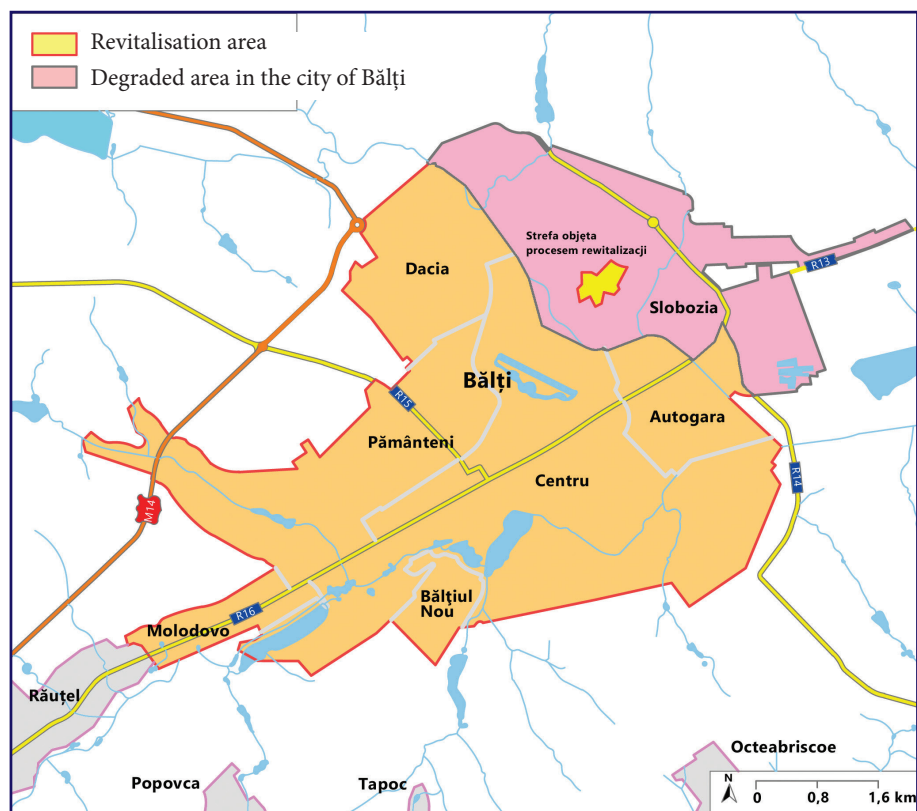 Revitalisation area
Degraded area in the city of Bălți
Strefa objęta
procesem rewitalizacji
Dacia
R13
Slobozia
Bălți
R15
Autogara
Pământeni
Centru
R14
M14
Bălțiul
Nou
R16
Molodovo
Răuțel
Octeabriscoe
Popovca
Tapoc
N
0 0,8 1,6 km